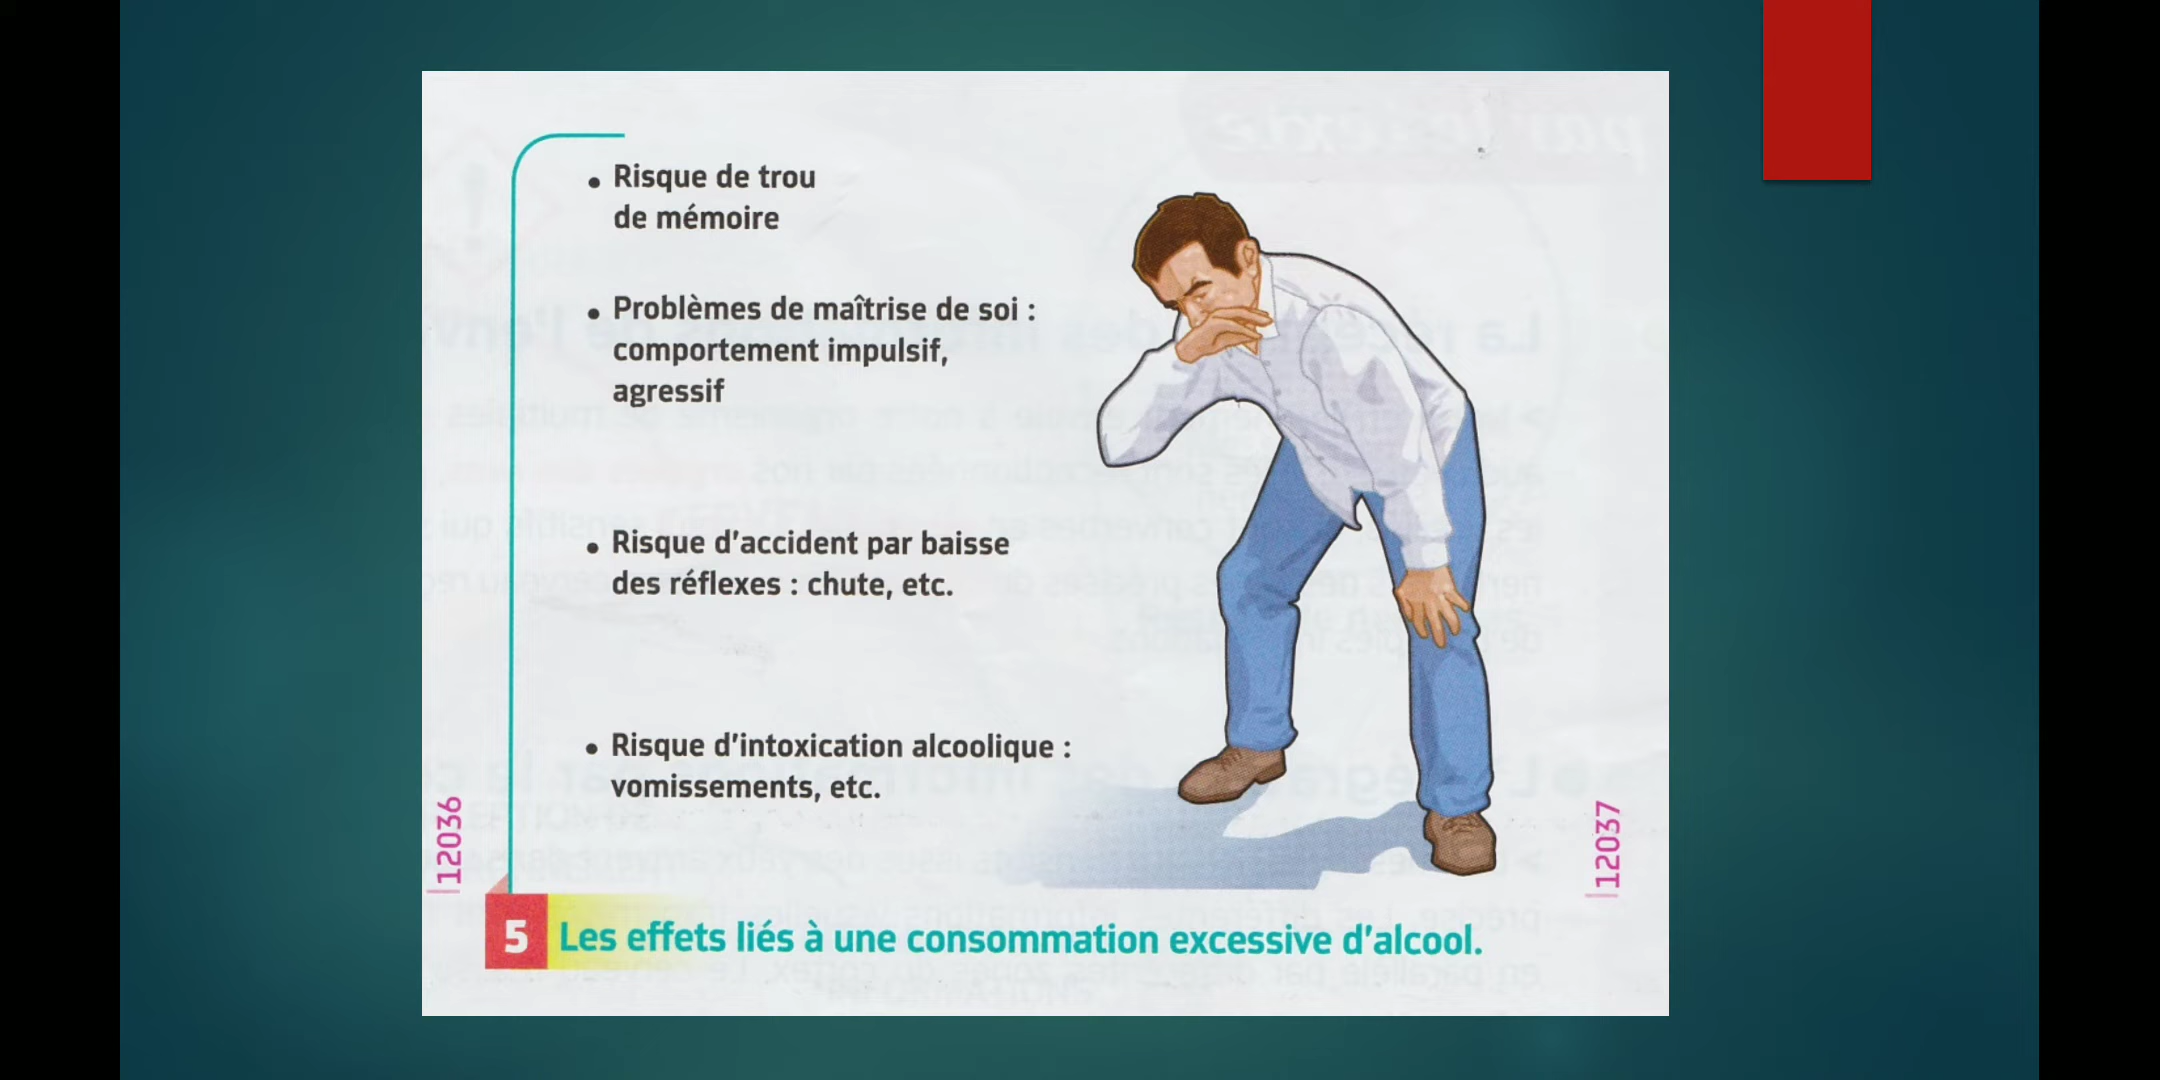 • Risque de trou
de mémoire
• Problèmes de maîtrise de soi :
comportement impulsif,
agressif
• Risque d'accident par baisse
des réflexes : chute, etc.
• Risque d'intoxication alcoolique :
vomissements, etc.
12036
12037
5 Les effets liés à une consommation excessive d'alcool.